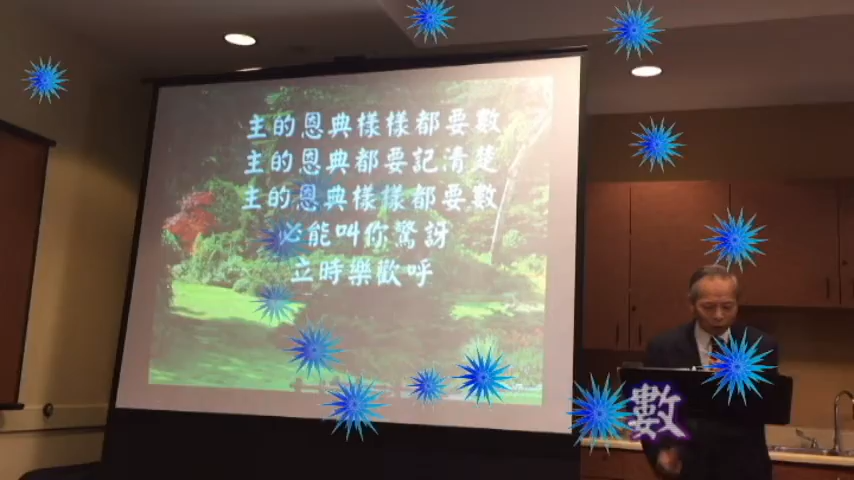 主的恩典樣樣都要數
主的恩典都要記清楚
主的恩典樣樣都要數
必能叫你驚訝
立時樂歡呼
數